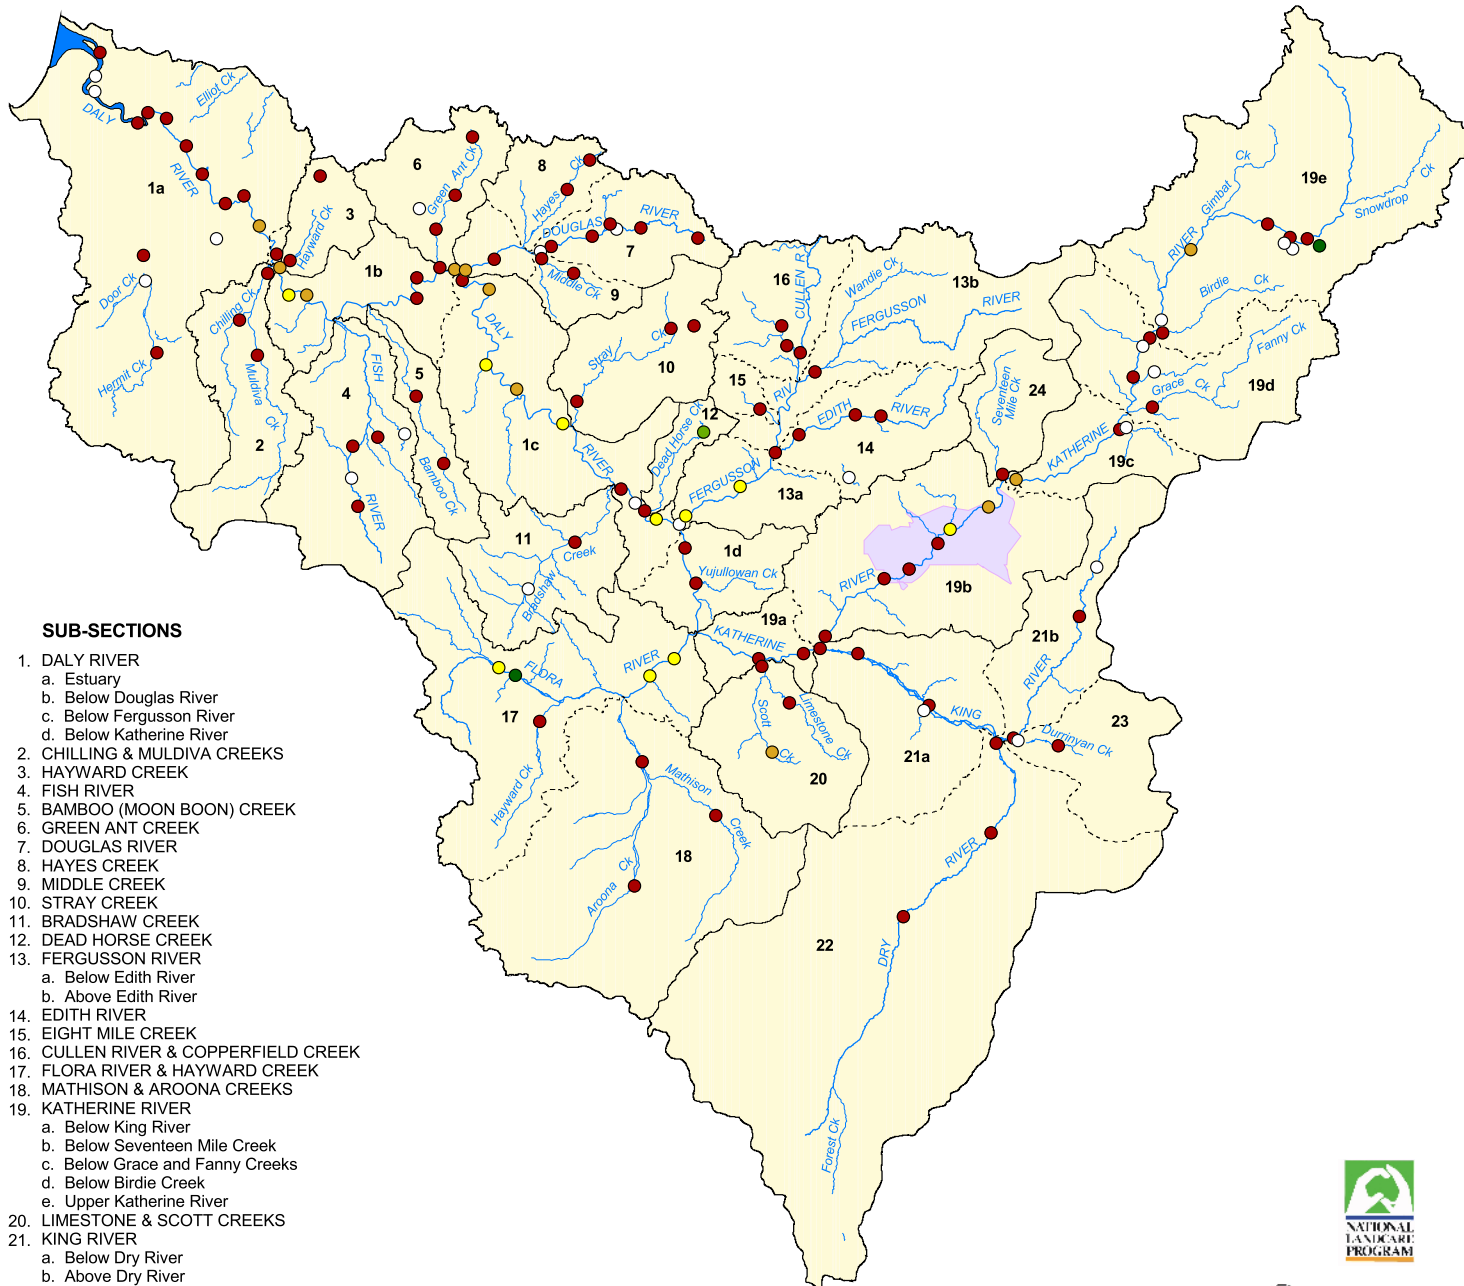 Elliot Ck
DALY
RIVER
1a
Door Ck
Hermit Ck
3
Hayward Ck
Chilling Ck
Muldiva Ck
2
6
Green Ant Ck
8
Hayes Ck
DOUGLAS RIVER
7
Middle Ck
9
1b
4
FISH
RIVER
5
Bamboo Ck
DALY
1c
RIVER
Stray Ck
10
12
Dead Horse Ck
11
Bradshaw Creek
16
CULLEN R
Wandie Ck
13b
FERGUSSON RIVER
15
RIV
EDITH RIVER
14
FERGUSSON
13a
1d
Yujullowan Ck
24
Seventeen
Mile Ck
19e
Gimbat Ck
Snowdrop Ck
RIVER
Birdie Ck
Fanny Ck
Grace Ck
19d
KATHERINE
19c
RIVER
19b
19a
KATHERINE
21b
RIVER
KING
21a
Durrinyan Ck
23
FLORA
RIVER
17
Hayward Ck
Scott Ck
Limestone Ck
20
Mathison Creek
18
Aroona Ck
RIVER
22
DRY
Forest Ck
SUB-SECTIONS
1. DALY RIVER
a. Estuary
b. Below Douglas River
c. Below Fergusson River
d. Below Katherine River
2. CHILLING & MULDIVA CREEKS
3. HAYWARD CREEK
4. FISH RIVER
5. BAMBOO (MOON BOON) CREEK
6. GREEN ANT CREEK
7. DOUGLAS RIVER
8. HAYES CREEK
9. MIDDLE CREEK
10. STRAY CREEK
11. BRADSHAW CREEK
12. DEAD HORSE CREEK
13. FERGUSSON RIVER
a. Below Edith River
b. Above Edith River
14. EDITH RIVER
15. EIGHT MILE CREEK
16. CULLEN RIVER & COPPERFIELD CREEK
17. FLORA RIVER & HAYWARD CREEK
18. MATHISON & AROONA CREEKS
19. KATHERINE RIVER
a. Below King River
b. Below Seventeen Mile Creek
c. Below Grace and Fanny Creeks
d. Below Birdie Creek
e. Upper Katherine River
20. LIMESTONE & SCOTT CREEKS
21. KING RIVER
a. Below Dry River
b. Above Dry River
NATIONAL
LANDCARE
PROGRAM